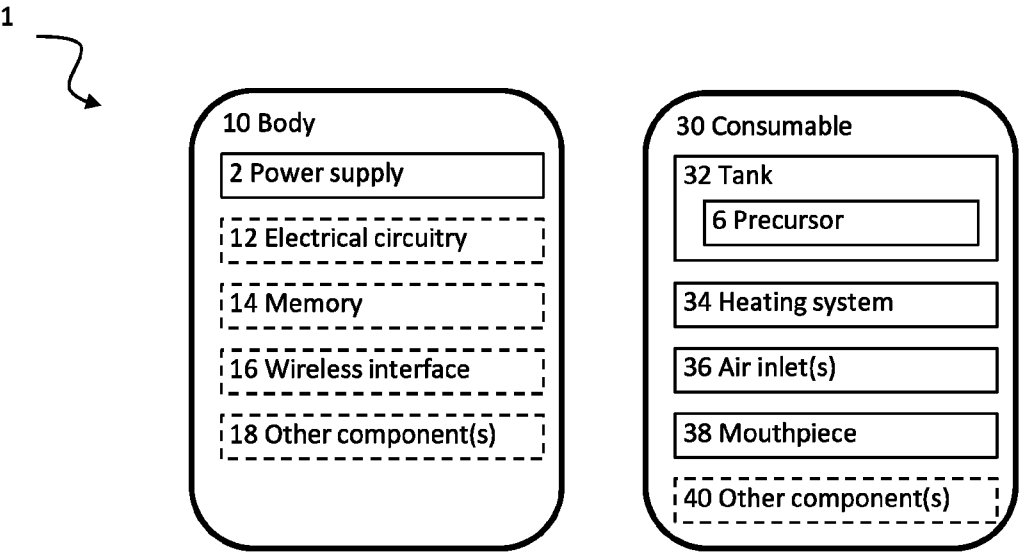 1
10 Body
2 Power supply
12 Electrical circuitry
14 Memory
16 Wireless interface
18 Other component(s)
30 Consumable
32 Tank
6 Precursor
34 Heating system
36 Air inlet(s)
38 Mouthpiece
40 Other component(s)